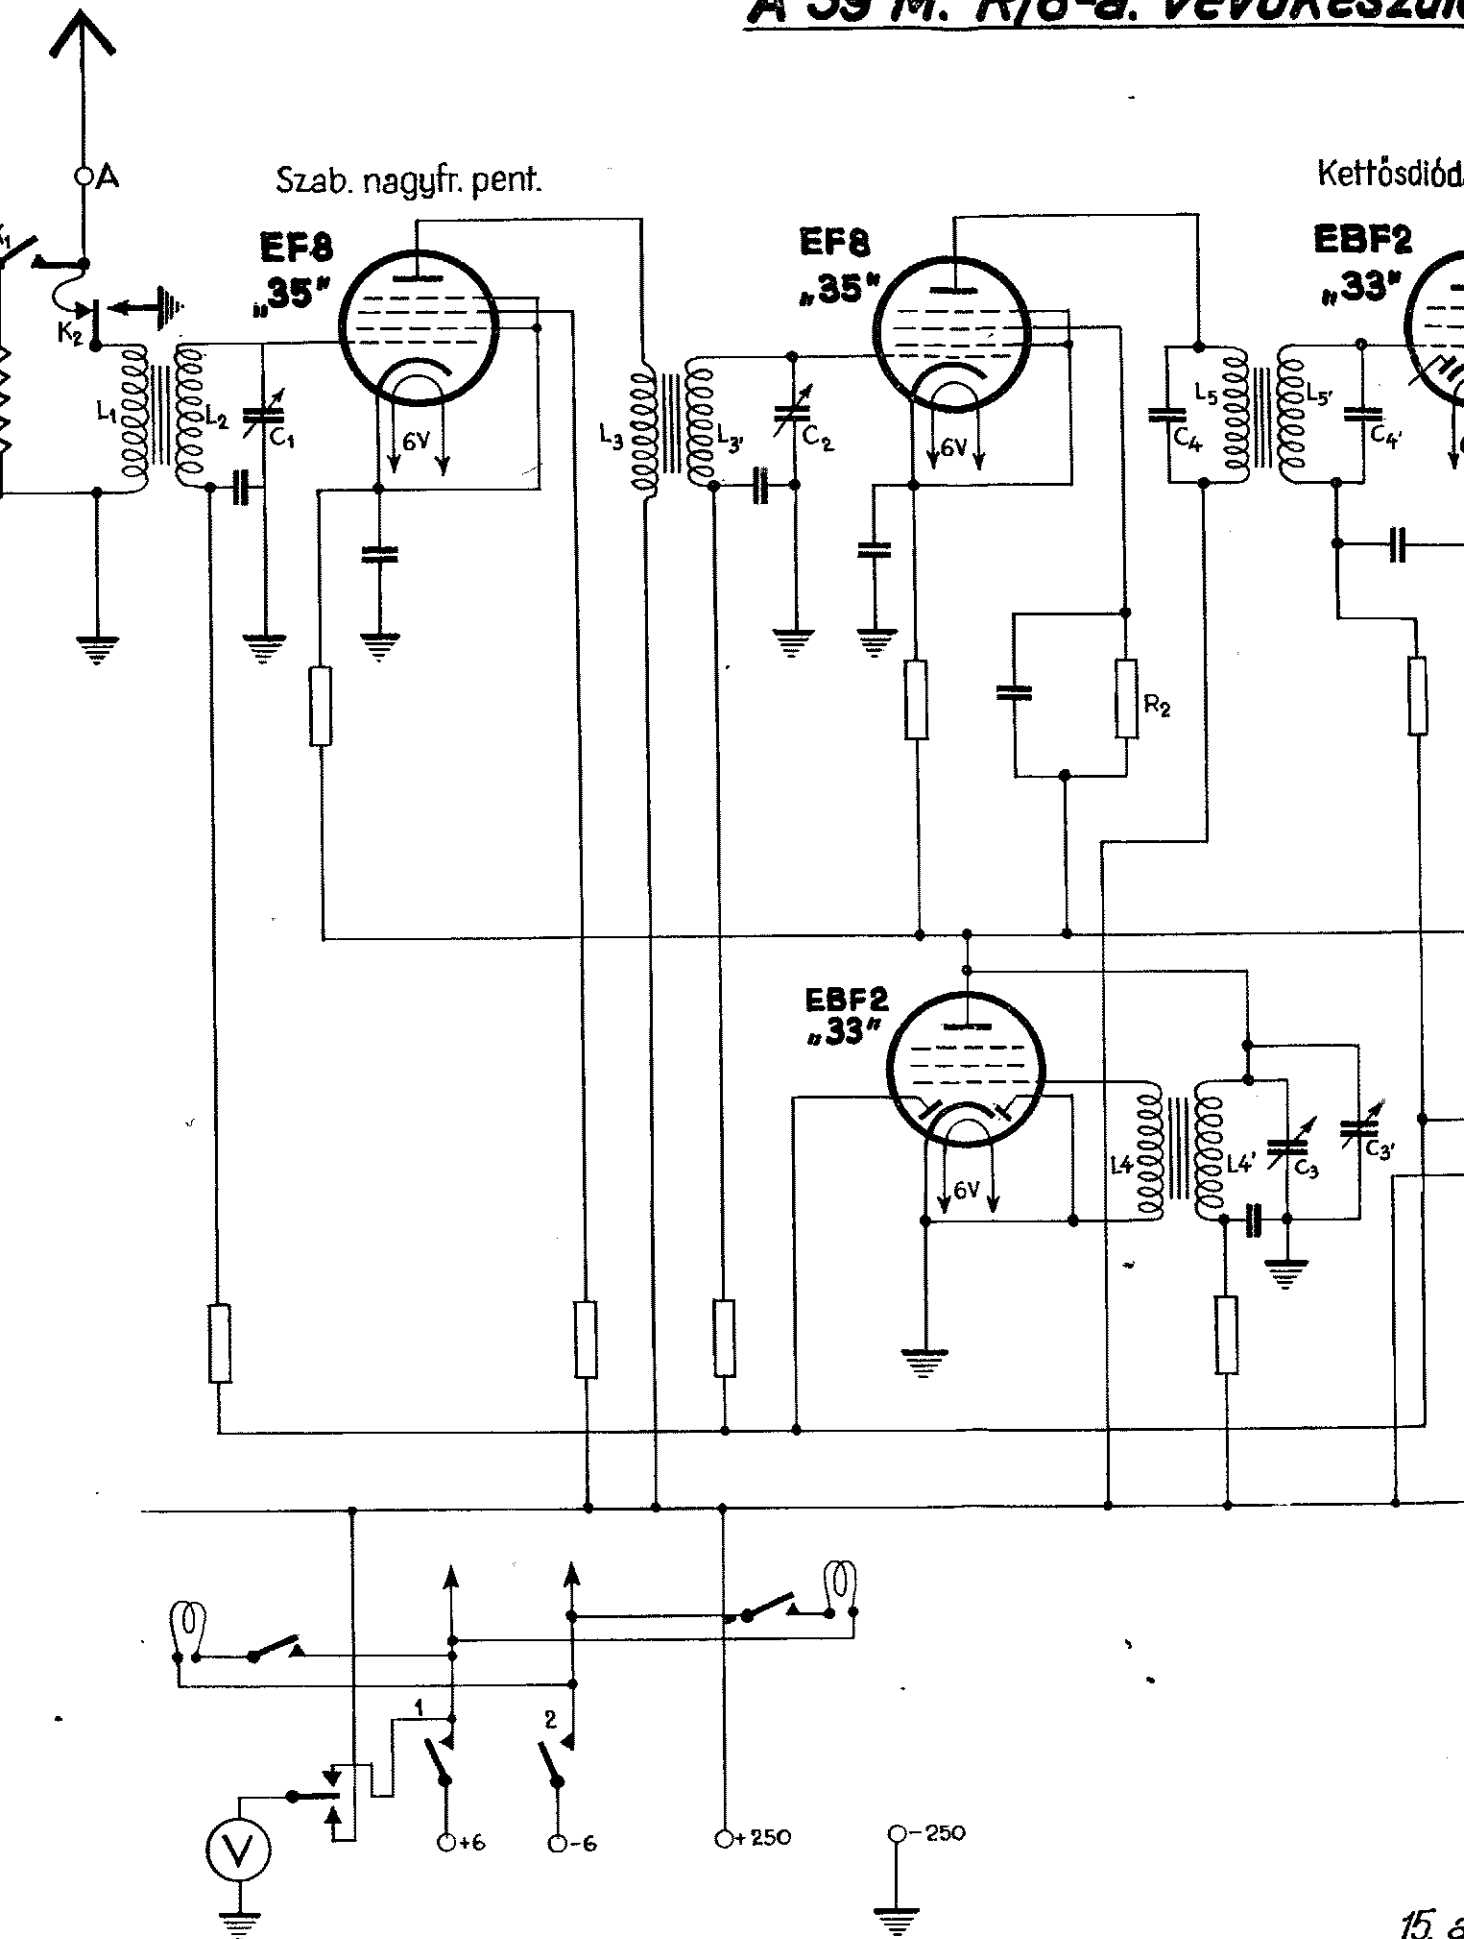 A 39 M. R/6-a.
A
Szab. nagyfr. pent.
EF8
„35”
EF8
„35”
EBF2
„33”
K₂
L₁
L₂
C₁
6V
L₃
L₃'
C₂
6V
C₄
L₅
L₅'
C₄'
R₂
EBF2
„33”
6V
L4
L4'
C₃
C₃'
1
2
V
+6
-6
+250
-250
15.